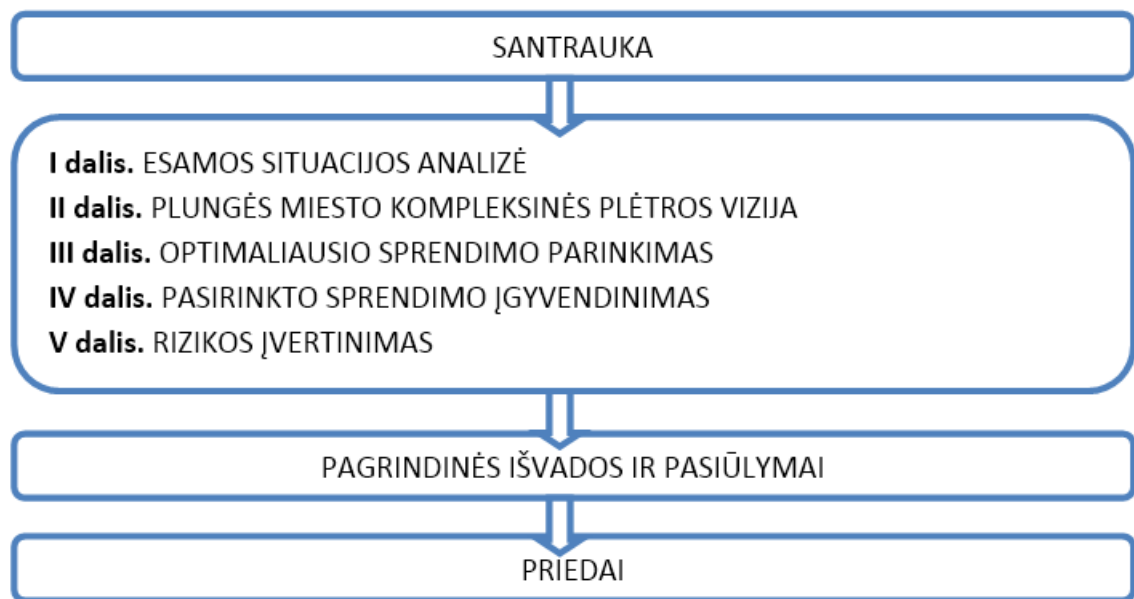 SANTRAUKA
I dalis. ESAMOS SITUACIJOS ANALIZĖ
II dalis. PLUNGĖS MIESTO KOMPLEKSINĖS PLĖTROS VIZIJA
III dalis. OPTIMALIAUSIO SPRENDIMO PARINKIMAS
IV dalis. PASIRINKTO SPRENDIMO ĮGYVENDINIMAS
V dalis. RIZIKOS ĮVERTINIMAS
PAGRINDINĖS IŠVADOS IR PASIŪLYMAI
PRIEDAI